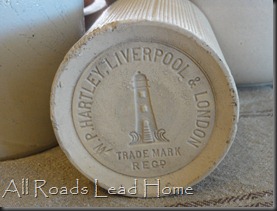 W.P. HARTLEY, LIVERPOOL & LONDON
TRADE MARK
REGD
All Roads Lead Home